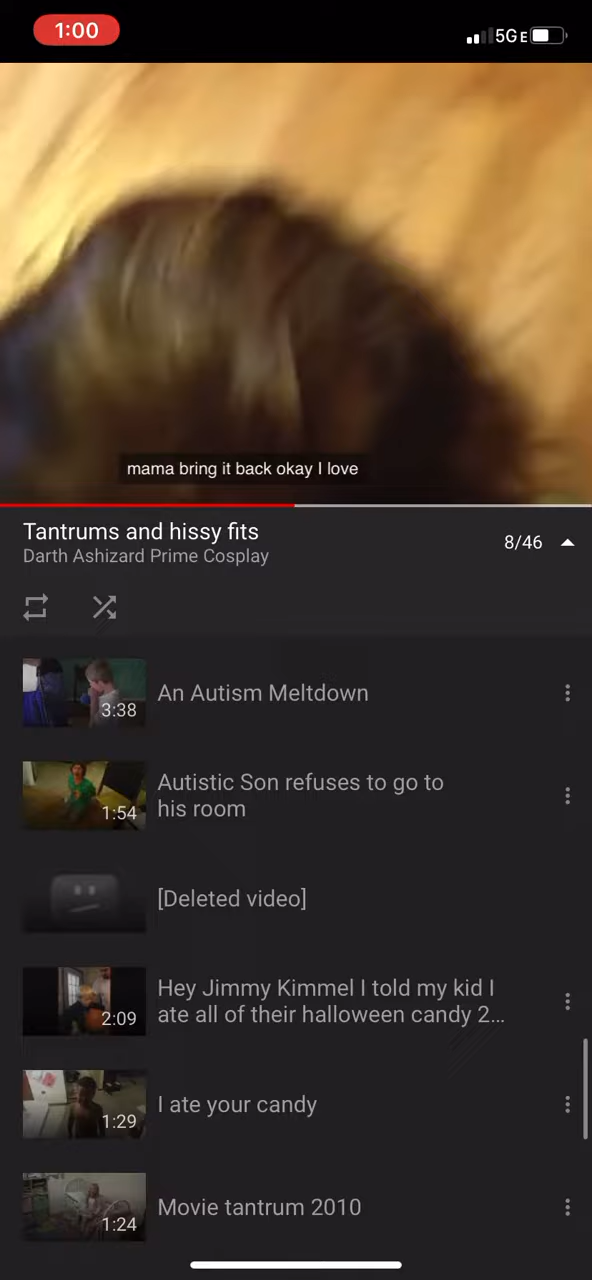 1:00
5GE
mama bring it back okay I love
Tantrums and hissy fits
Darth Ashizard Prime Cosplay
8/46
3:38
An Autism Meltdown
1:54
Autistic Son refuses to go to
his room
[Deleted video]
2:09
Hey Jimmy Kimmel I told my kid I
ate all of their halloween candy 2...
1:29
I ate your candy
1:24
Movie tantrum 2010